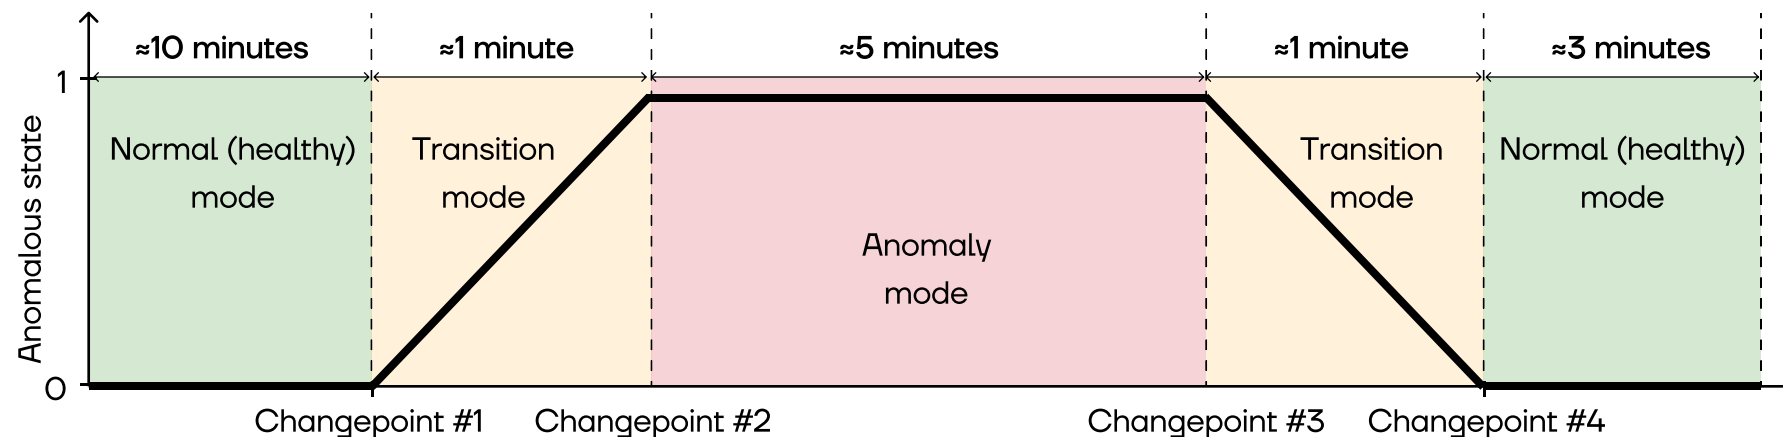 ≈10 minutes
≈1 minute
≈5 minutes
≈1 minute
≈3 minutes
1
Anomalous state
Normal (healthy)
mode
Transition
mode
Anomaly
mode
Transition
mode
Normal (healthy)
mode
0
Changepoint #1
Changepoint #2
Changepoint #3
Changepoint #4